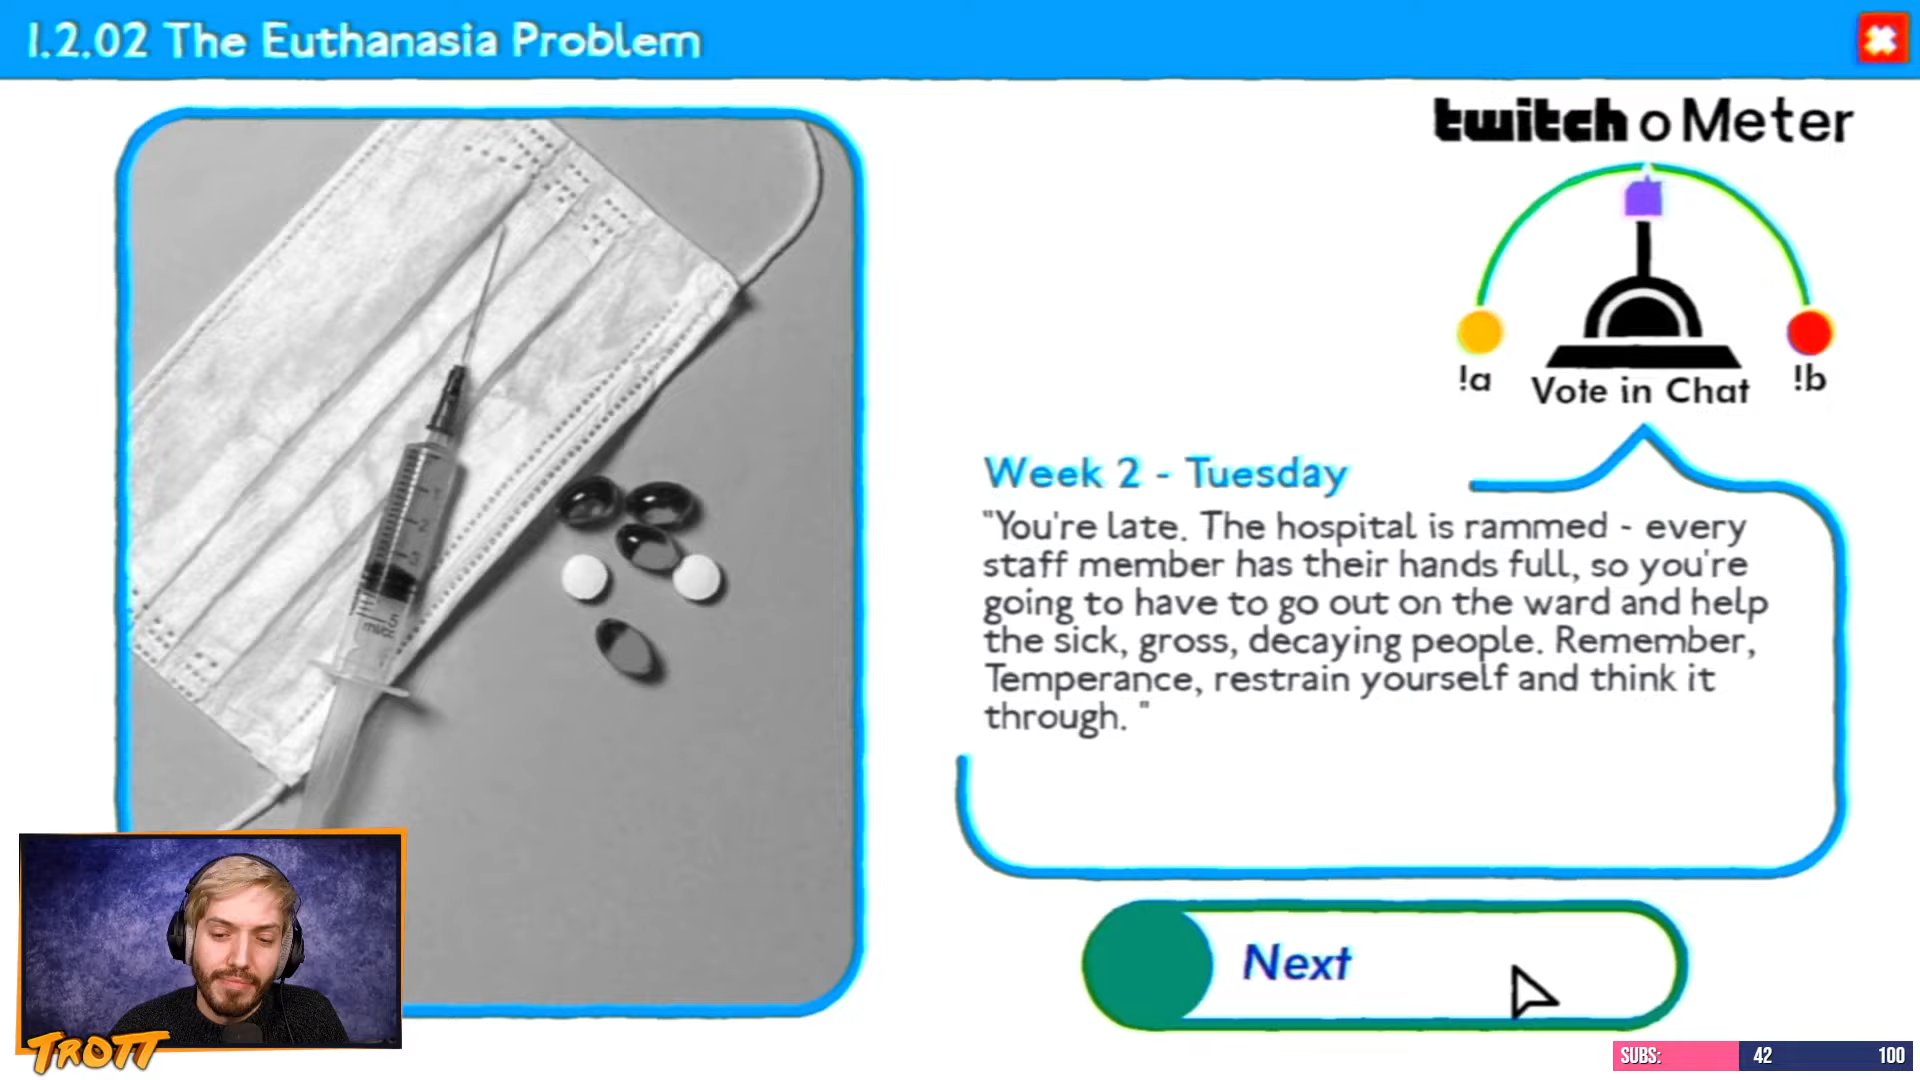 1.2.02 The Euthanasia Problem
twitch o Meter
!a
Vote in Chat
!b
Week 2 - Tuesday
"You're late. The hospital is rammed - every
staff member has their hands full, so you're
going to have to go out on the ward and help
the sick, gross, decaying people. Remember,
Temperance, restrain yourself and think it
through. "
Next
TROTT
SUBS:
42
100